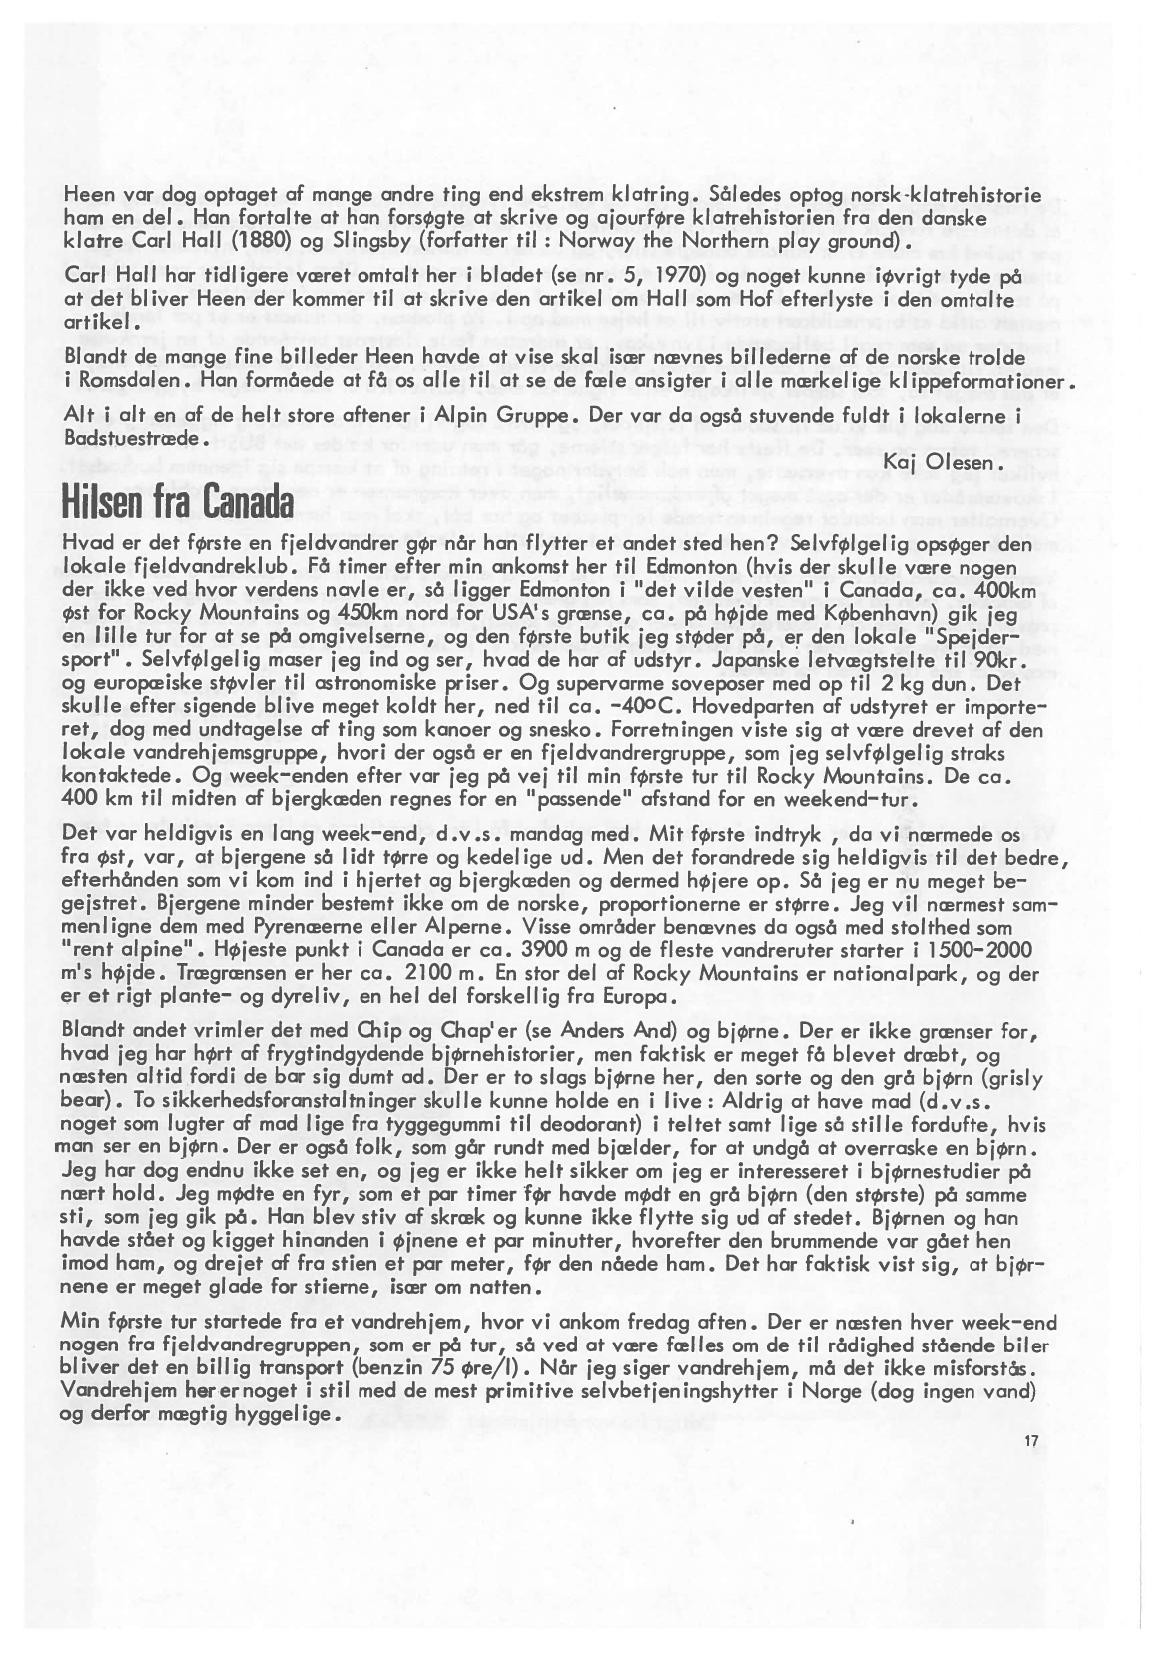 Heen var dog optaget af mange andre ting end ekstrem klatring. Således optog norsk-klatrehistorie
ham en del. Han fortalte at han forsøgte at skrive og ajourføre klatrehistorien fra den danske
klatre Carl Hall (1880) og Slingsby (forfatter til : Norway the Northern play ground).
Carl Hall har tidligere været omtalt her i bladet (se nr. 5, 1970) og noget kunne iøvrigt tyde på
at det bliver Heen der kommer til at skrive den artikel om Hall som Hof efterlyste i den omtalte
artikel.
Blandt de mange fine billeder Heen havde at vise skal især nævnes billederne af de norske trolde
i Romsdalen. Han formåede at få os alle til at se de fæle ansigter i alle mærkelige klippeformationer.
Alt i alt en af de helt store aftener i Alpin Gruppe. Der var da også stuvende fuldt i lokalerne i
Badstuestræde.
Kaj Olesen.
Hilsen fra Canada
Hvad er det første en fjeldvandrer gør når han flytter et andet sted hen? Selvfølgelig opsøger den
lokale fjeldvandreklub. Få timer efter min ankomst her til Edmonton (hvis der skulle være nogen
der ikke ved hvor verdens navle er, så ligger Edmonton i "det vilde vesten" i Canada, ca. 400km
øst for Rocky Mountains og 450km nord for USA's grænse, ca. på højde med København) gik jeg
en lille tur for at se på omgivelserne, og den første butik jeg støder på, er den lokale "Spejder-
sport". Selvfølgelig maser jeg ind og ser, hvad de har af udstyr. Japanske letvægtstelte til 90kr.
og europæiske støvler til astronomiske priser. Og supervarme soveposer med op til 2 kg dun. Det
skulle efter sigende blive meget koldt her, ned til ca. -40°C. Hovedparten af udstyret er importe-
ret, dog med undtagelse af ting som kanoer og snesko. Forretningen viste sig at være drevet af den
lokale vandrehjemsgruppe, hvori der også er en fjeldvandrergruppe, som jeg selvfølgelig straks
kontaktede. Og week-enden efter var jeg på vej til min første tur til Rocky Mountains. De ca.
400 km til midten af bjergkæden regnes for en "passende" afstand for en weekend-tur.
Det var heldigvis en lang week-end, d.v.s. mandag med. Mit første indtryk , da vi nærmede os
fra øst, var, at bjergene så lidt tørre og kedelige ud. Men det forandrede sig heldigvis til det bedre,
efterhånden som vi kom ind i hjertet ag bjergkæden og dermed højere op. Så jeg er nu meget be-
gejstret. Bjergene minder bestemt ikke om de norske, proportionerne er større. Jeg vil nærmest sam-
menligne dem med Pyrenæerne eller Alperne. Visse områder benævnes da også med stolthed som
"rent alpine". Højeste punkt i Canada er ca. 3900 m og de fleste vandreruter starter i 1500-2000
m's højde. Trægrænsen er her ca. 2100 m. En stor del af Rocky Mountains er nationalpark, og der
er et rigt plante- og dyreliv, en hel del forskellig fra Europa.
Blandt andet vrimler det med Chip og Chap'er (se Anders And) og bjørne. Der er ikke grænser for,
hvad jeg har hørt af frygtindgydende bjørnehistorier, men faktisk er meget få blevet dræbt, og
næsten altid fordi de bar sig dumt ad. Der er to slags bjørne her, den sorte og den grå bjørn (grisly
bear). To sikkerhedsforanstaltninger skulle kunne holde en i live : Aldrig at have mad (d.v.s.
noget som lugter af mad lige fra tyggegummi til deodorant) i teltet samt lige så stille fordufte, hvis
man ser en bjørn. Der er også folk, som går rundt med bjælder, for at undgå at overraske en bjørn.
Jeg har dog endnu ikke set en, og jeg er ikke helt sikker om jeg er interesseret i bjørnestudier på
nært hold. Jeg mødte en fyr, som et par timer før havde mødt en grå bjørn (den største) på samme
sti, som jeg gik på. Han blev stiv af skræk og kunne ikke flytte sig ud af stedet. Bjørnen og han
havde stået og kigget hinanden i øjnene et par minutter, hvorefter den brummende var gået hen
imod ham, og drejet af fra stien et par meter, før den nåede ham. Det har faktisk vist sig, at bjør-
nene er meget glade for stierne, især om natten.
Min første tur startede fra et vandrehjem, hvor vi ankom fredag aften. Der er næsten hver week-end
nogen fra fjeldvandregruppen, som er på tur, så ved at være fælles om de til rådighed stående biler
bliver det en billig transport (benzin 75 øre/l). Når jeg siger vandrehjem, må det ikke misforstås.
Vandrehjem her er noget i stil med de mest primitive selvbetjeningshytter i Norge (dog ingen vand)
og derfor mægtig hyggelige.
17